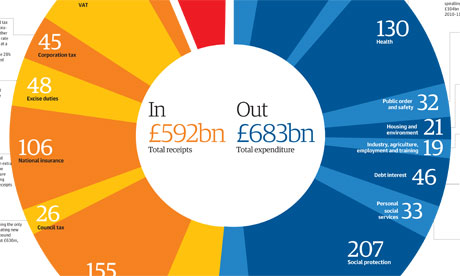 VAT
45
Corporation tax
48
Excise duties
106
National insurance
26
Council tax
155
In
£592bn
Total receipts
Out
£683bn
Total expenditure
130
Health
Public order
and safety
32
Housing and
environment
21
Industry, agriculture,
employment and training
19
Debt interest
46
Personal
social
services
33
207
Social protection
£104bn